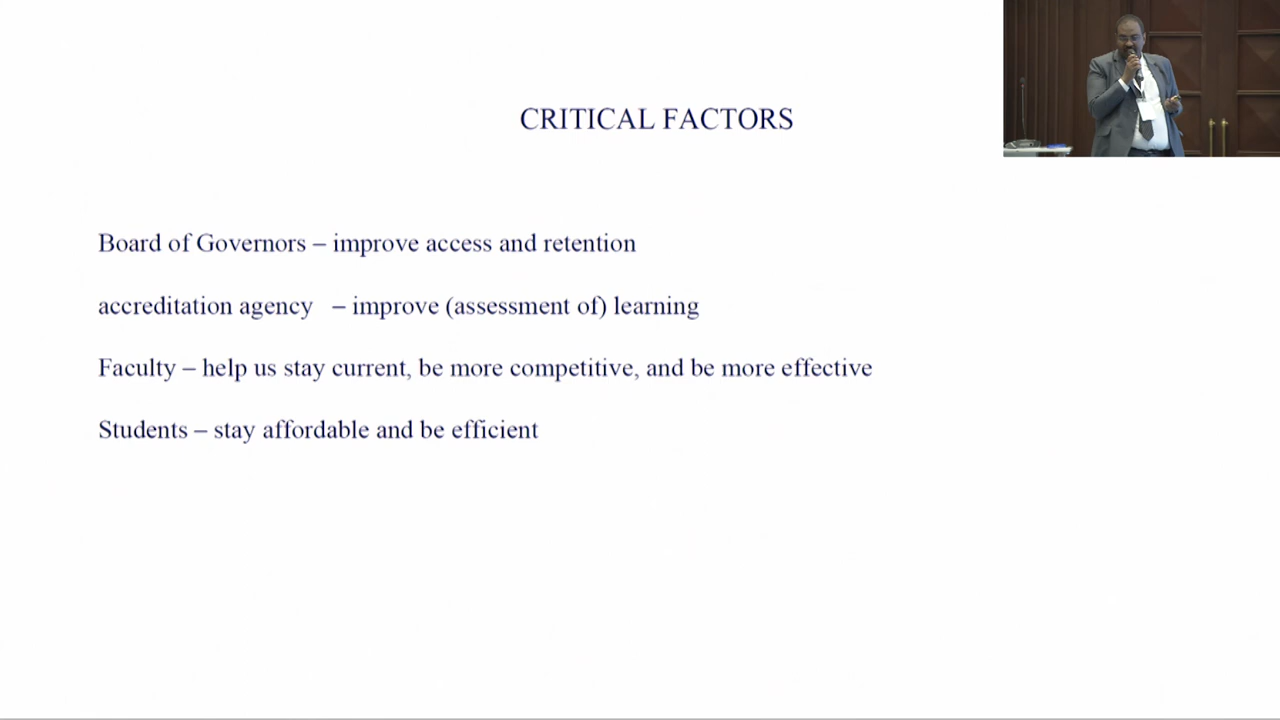 CRITICAL FACTORS
Board of Governors – improve access and retention
accreditation agency – improve (assessment of) learning
Faculty – help us stay current, be more competitive, and be more effective
Students – stay affordable and be efficient